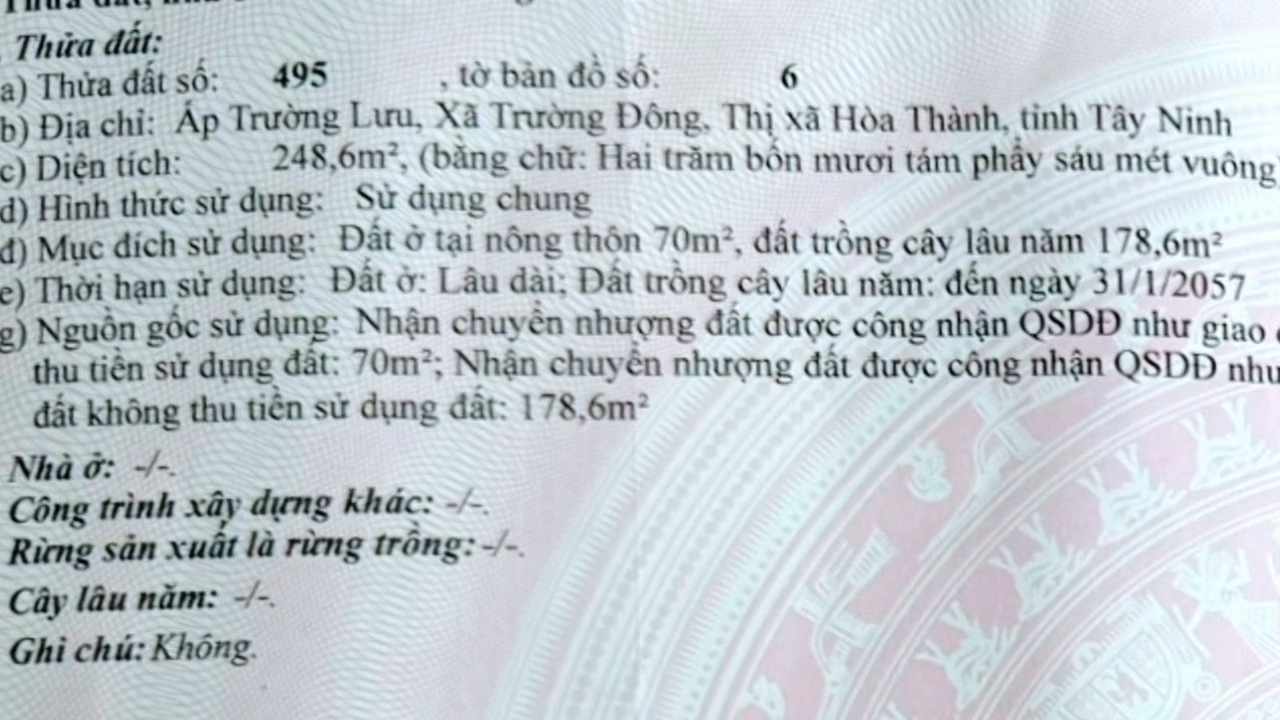 Thửa đất:
a) Thửa đất số: 495 , tờ bản đồ số: 6
b) Địa chỉ: Ấp Trường Lưu, Xã Trường Đông, Thị xã Hòa Thành, tỉnh Tây Ninh
c) Diện tích: 248,6m², (bằng chữ: Hai trăm bốn mươi tám phẩy sáu mét vuông)
d) Hình thức sử dụng: Sử dụng chung
đ) Mục đích sử dụng: Đất ở tại nông thôn 70m², đất trồng cây lâu năm 178,6m²
e) Thời hạn sử dụng: Đất ở: Lâu dài; Đất trồng cây lâu năm: đến ngày 31/1/2057
g) Nguồn gốc sử dụng: Nhận chuyển nhượng đất được công nhận QSDĐ như giao
thu tiền sử dụng đất: 70m²; Nhận chuyển nhượng đất được công nhận QSDĐ như
đất không thu tiền sử dụng đất: 178,6m²
Nhà ở: -/-.
Công trình xây dựng khác: -/-.
Rừng sản xuất là rừng trồng: -/-.
Cây lâu năm: -/-.
Ghi chú: Không.